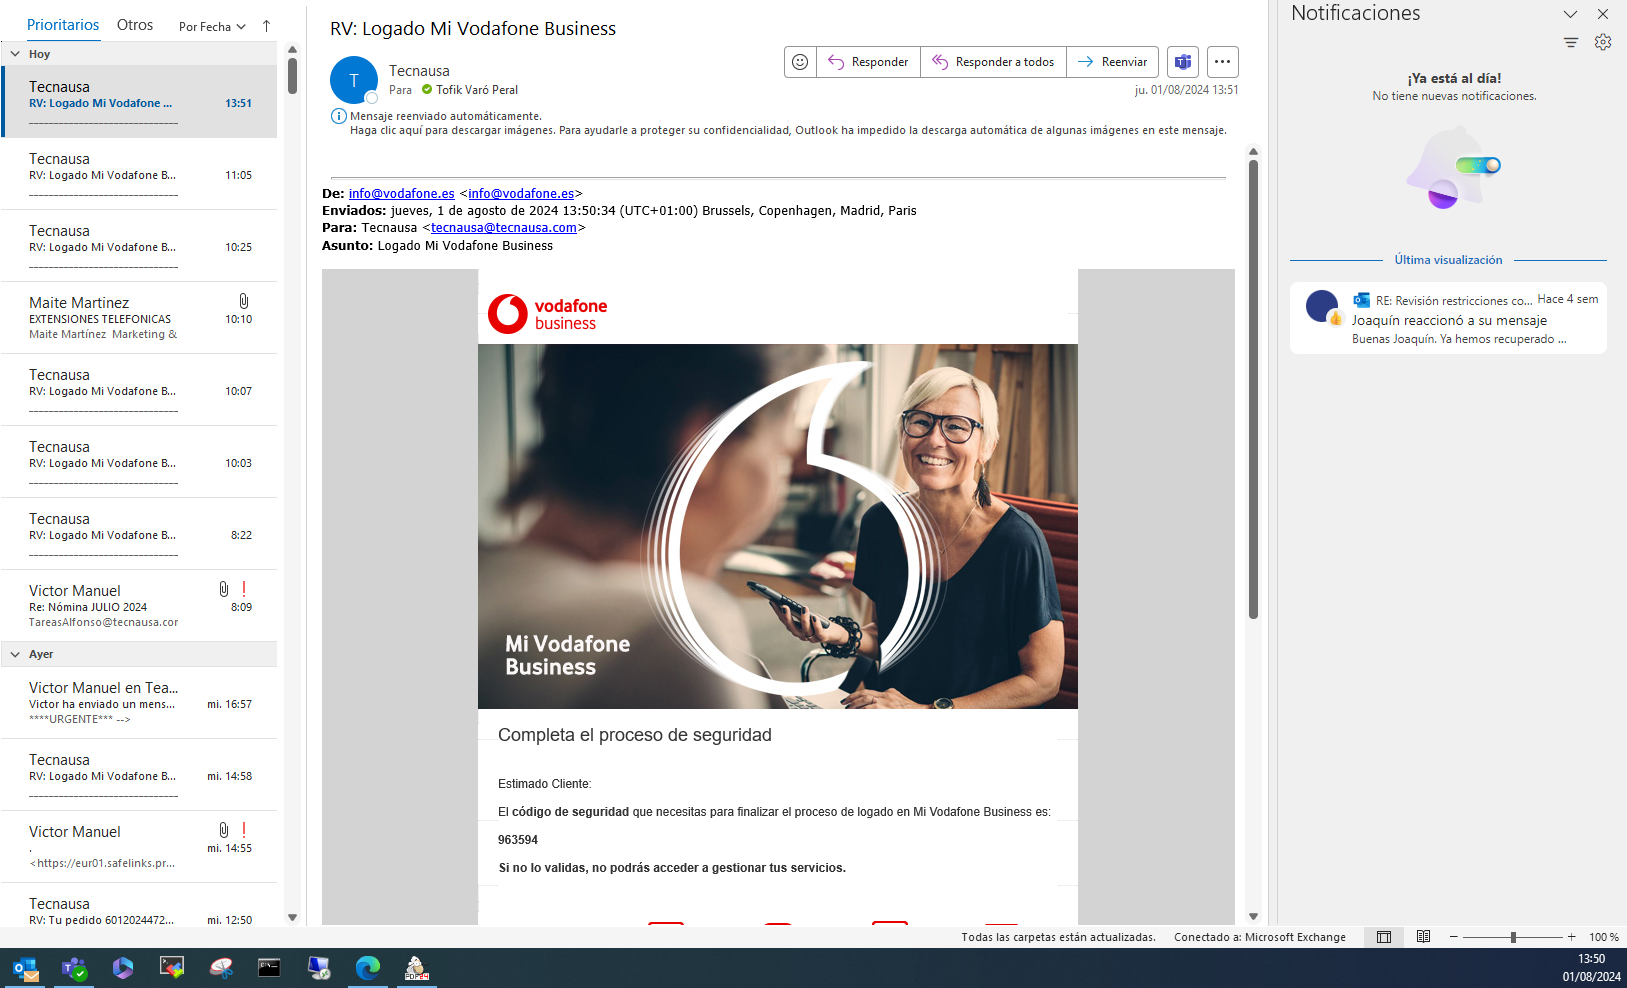 Prioritarios Otros Por Fecha
Hoy
Tecnausa
RV: Logado Mi Vodafone ... 13:51
Tecnausa
RV: Logado Mi Vodafone B... 11:05
Tecnausa
RV: Logado Mi Vodafone B... 10:25
Maite Martinez
EXTENSIONES TELEFONICAS 10:10
Maite Martínez Marketing &
Tecnausa
RV: Logado Mi Vodafone B... 10:07
Tecnausa
RV: Logado Mi Vodafone B... 10:03
Tecnausa
RV: Logado Mi Vodafone B... 8:22
Victor Manuel
Re: Nómina JULIO 2024 8:09
TareasAlfonso@tecnausa.cor
Ayer
Victor Manuel en Tea...
Victor ha enviado un mens... mi. 16:57
****URGENTE*** -->
Tecnausa
RV: Logado Mi Vodafone B... mi. 14:58
Victor Manuel
. mi. 14:55
<https://eur01.safelinks.pr...
Tecnausa
RV: Tu pedido 6012024472... mi. 12:50
RV: Logado Mi Vodafone Business
T
Tecnausa
Para Tofik Varó Peral
Responder Responder a todos Reenviar
ju. 01/08/2024 13:51
Mensaje reenviado automáticamente.
Haga clic aquí para descargar imágenes. Para ayudarle a proteger su confidencialidad, Outlook ha impedido la descarga automática de algunas imágenes en este mensaje.
De: info@vodafone.es <info@vodafone.es>
Enviados: jueves, 1 de agosto de 2024 13:50:34 (UTC+01:00) Brussels, Copenhagen, Madrid, Paris
Para: Tecnausa <tecnausa@tecnausa.com>
Asunto: Logado Mi Vodafone Business
vodafone
business
Mi Vodafone
Business
Completa el proceso de seguridad
Estimado Cliente:
El código de seguridad que necesitas para finalizar el proceso de logado en Mi Vodafone Business es:
963594
Si no lo validas, no podrás acceder a gestionar tus servicios.
Notificaciones
¡Ya está al día!
No tiene nuevas notificaciones.
Última visualización
RE: Revisión restricciones co... Hace 4 sem
Joaquín reaccionó a su mensaje
Buenas Joaquín. Ya hemos recuperado ...
Todas las carpetas están actualizadas. Conectado a: Microsoft Exchange 100 %
PDF24
13:50
01/08/2024